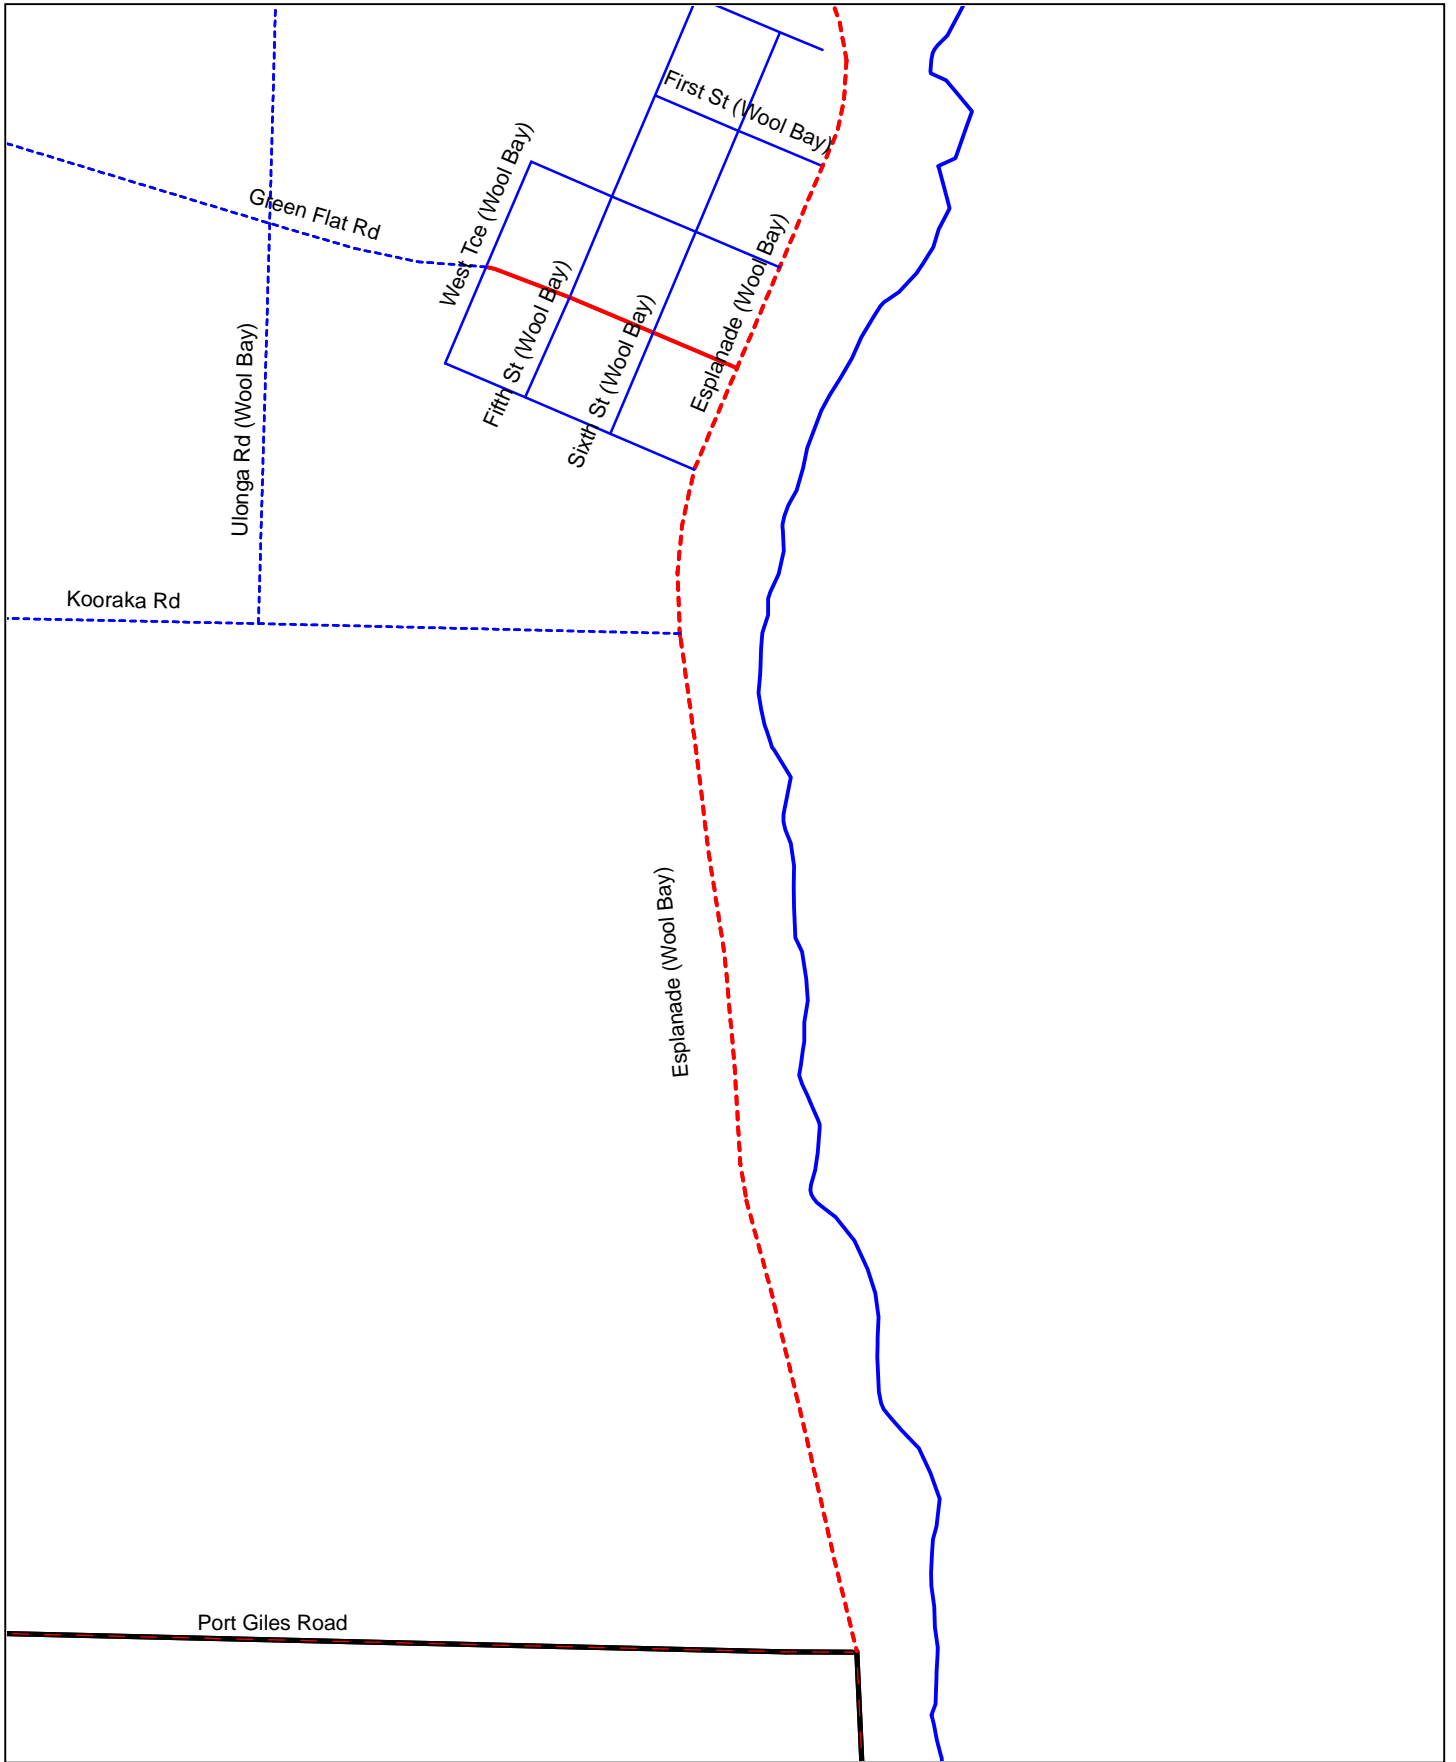 First St (Wool Bay)
West Tce (Wool Bay)
Green Flat Rd
Esplanade (Wool Bay)
Fifth St (Wool Bay)
Sixth St (Wool Bay)
Ulonga Rd (Wool Bay)
Kooraka Rd
Esplanade (Wool Bay)
Port Giles Road